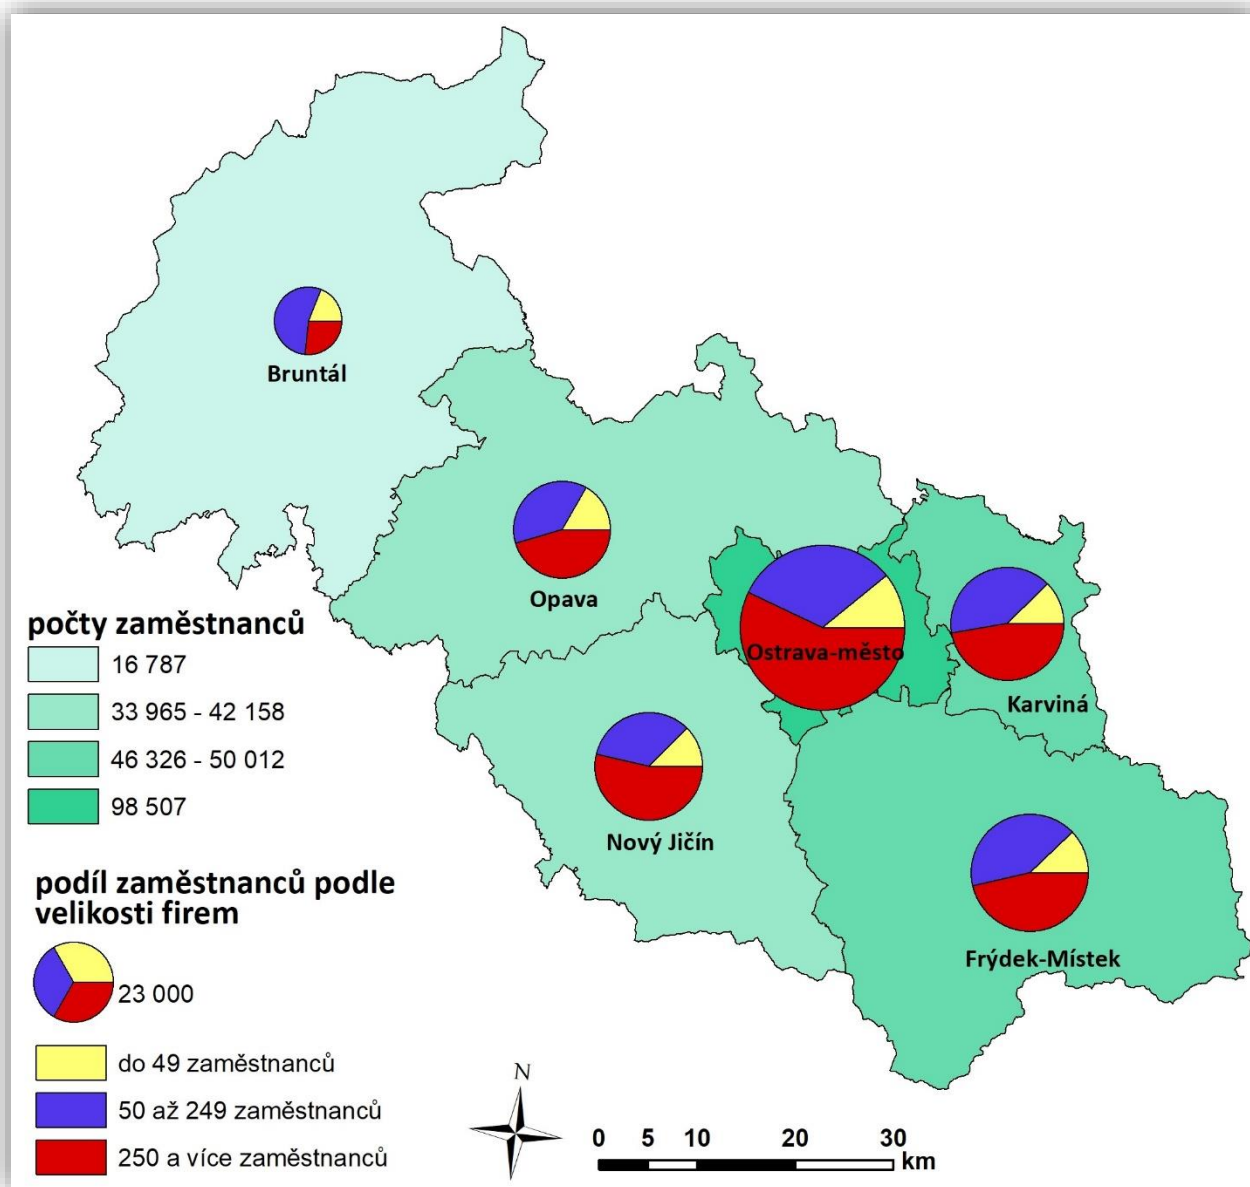 Bruntál
Opava
Ostrava-město
Karviná
Nový Jičín
Frýdek-Místek
počty zaměstnanců
16 787
33 965 - 42 158
46 326 - 50 012
98 507
podíl zaměstnanců podle
velikosti firem
23 000
do 49 zaměstnanců
50 až 249 zaměstnanců
250 a více zaměstnanců
N
0 5 10 20 30
km